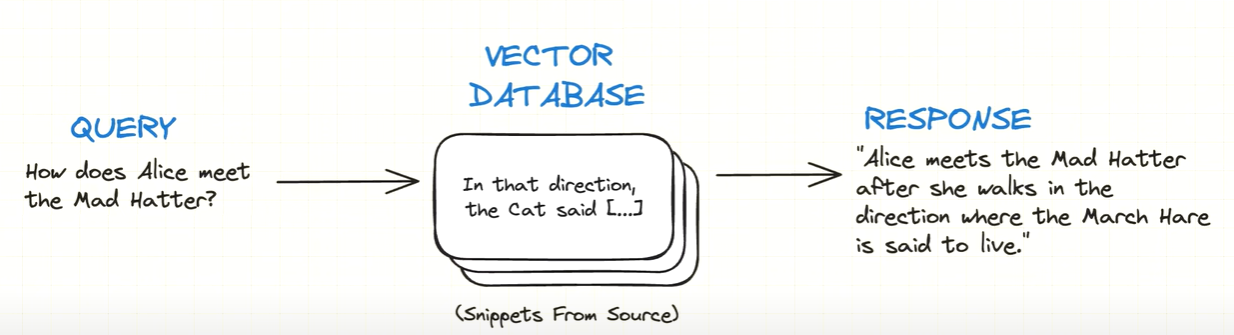 QUERY
How does Alice meet
the Mad Hatter?
VECTOR
DATABASE
In that direction,
the Cat said [...]
(Snippets From Source)
RESPONSE
"Alice meets the Mad Hatter
after she walks in the
direction where the March Hare
is said to live."